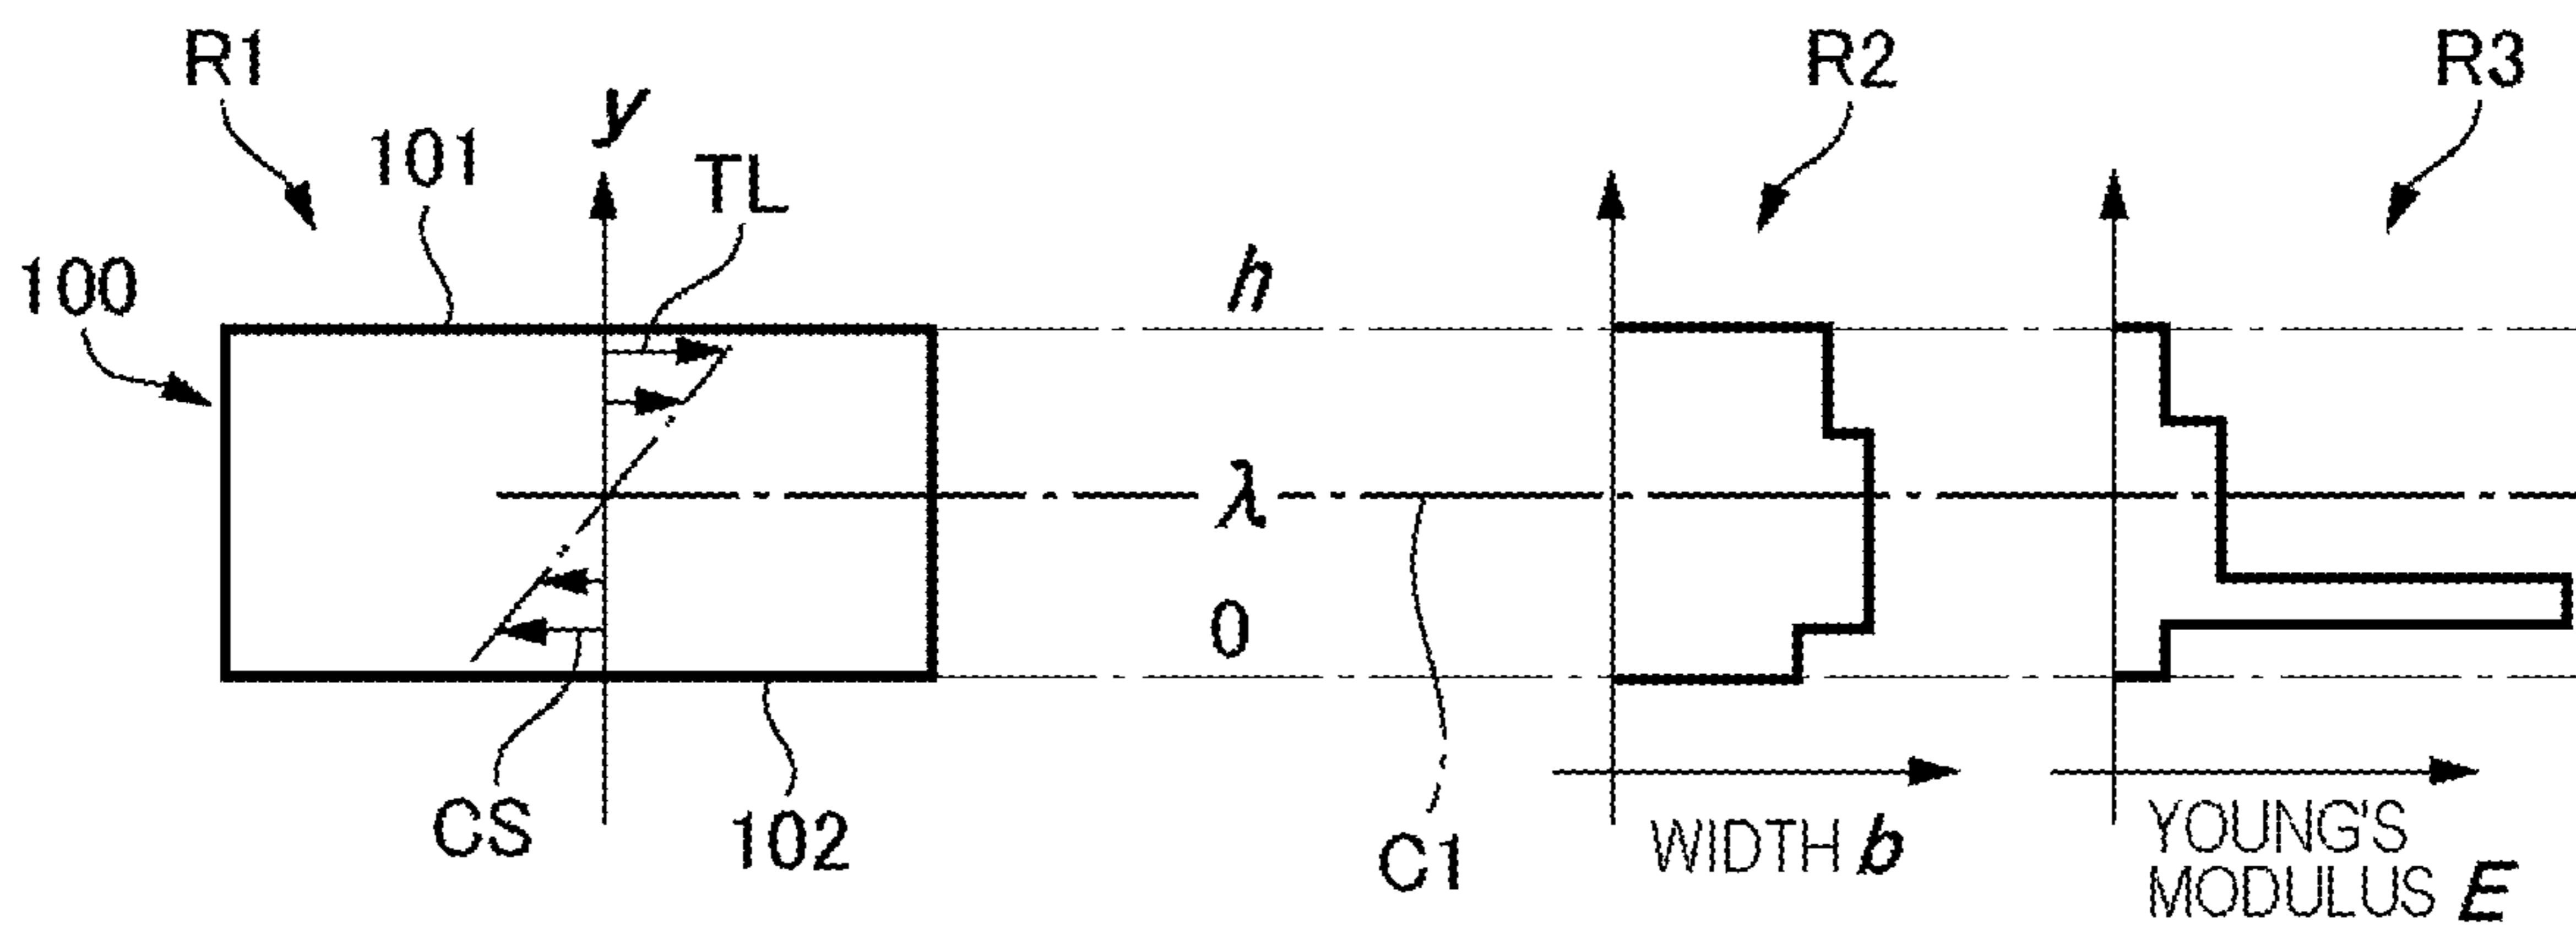 R1
R2
R3
y
101
TL
100
h
λ
0
CS
102
C1
WIDTH b
YOUNG'S
MODULUS E